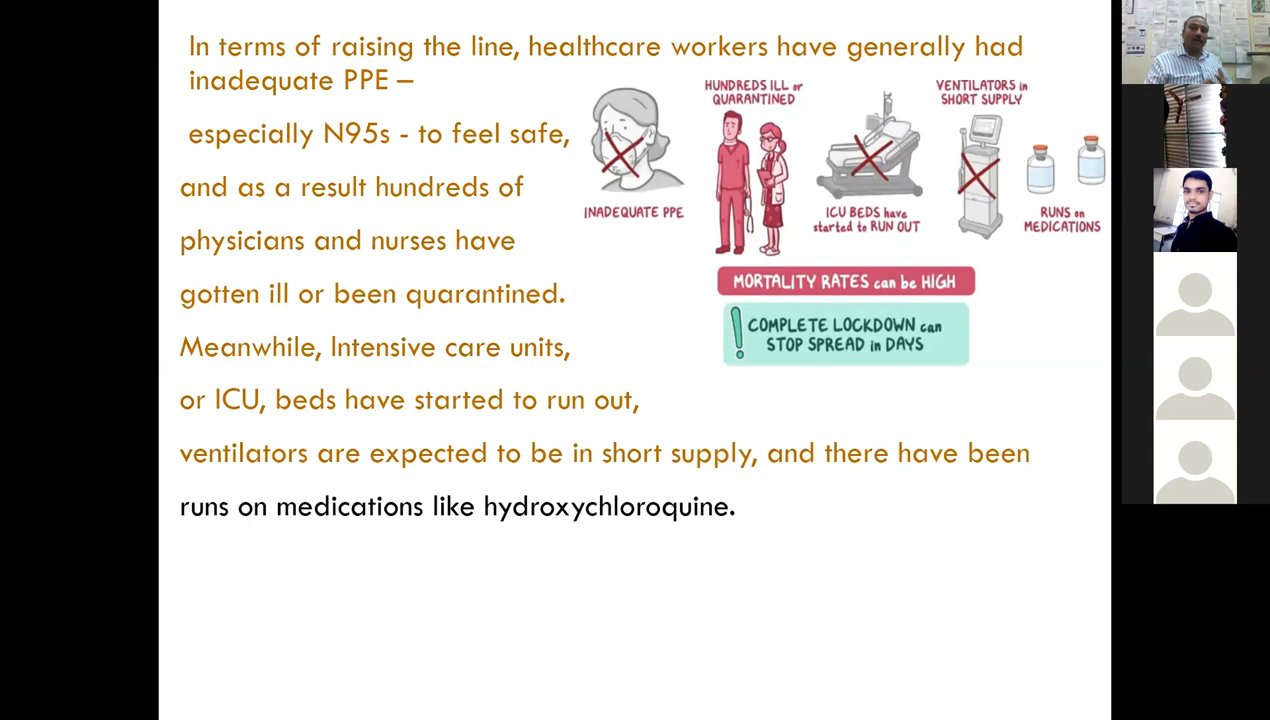 In terms of raising the line, healthcare workers have generally had
inadequate PPE –
especially N95s - to feel safe,
and as a result hundreds of
physicians and nurses have
gotten ill or been quarantined.
Meanwhile, Intensive care units,
or ICU, beds have started to run out,
ventilators are expected to be in short supply, and there have been
runs on medications like hydroxychloroquine.
INADEQUATE PPE
HUNDREDS ILL or
QUARANTINED
ICU BEDS have
started to RUN OUT
VENTILATORS in
SHORT SUPPLY
RUNS on
MEDICATIONS
MORTALITY RATES can be HIGH
! COMPLETE LOCKDOWN can
STOP SPREAD in DAYS